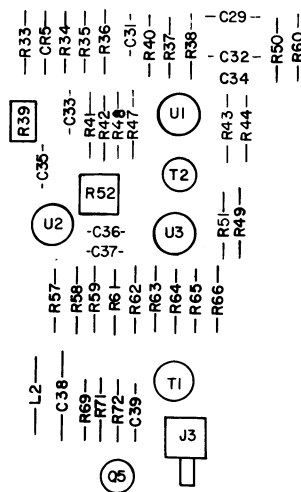 R33 CR5 R34 R35 R36 C31 R40 R37 R38 C29 C32 C34 R50 R60
R39 C35 C33 R41 R42 R48 R47 U1 R43 R44
T2
R52
U2 C36 C37 U3 R51 R49
R57 R58 R59 R61 R62 R63 R64 R65 R66
L2 C38 R69 R71 R72 C39 T1
J3
Q5